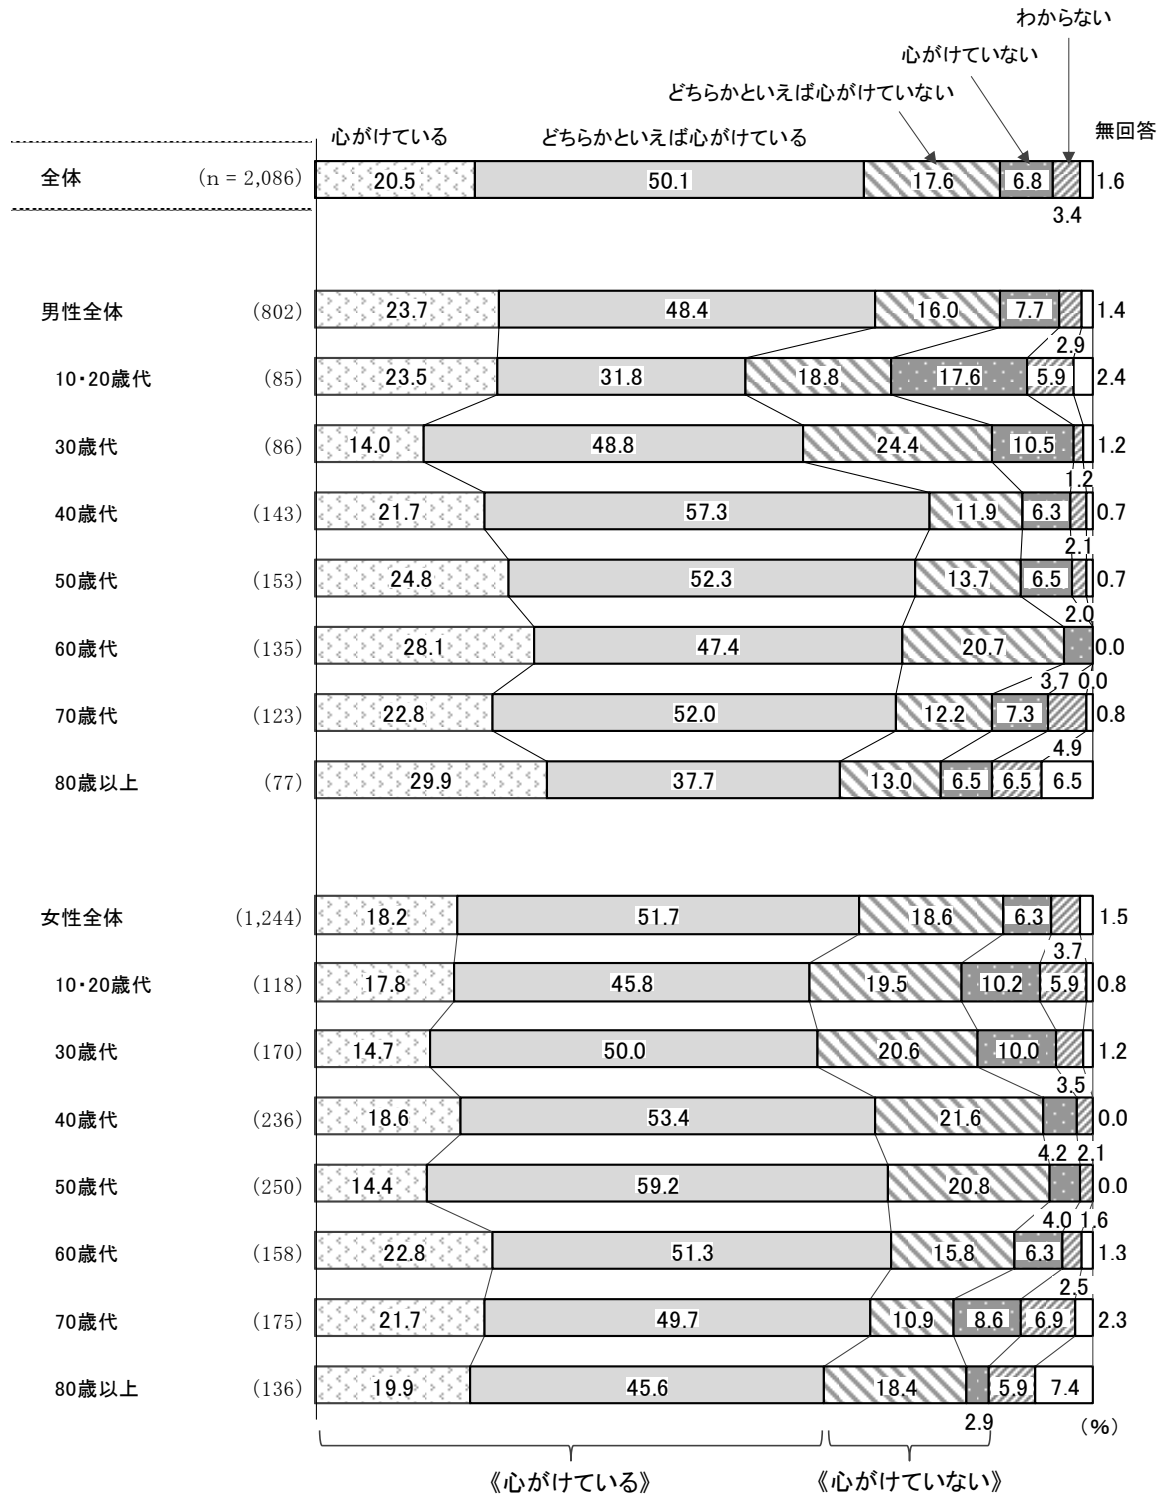 わからない
心がけていない
どちらかといえば心がけていない
心がけている どちらかといえば心がけている 無回答
全体 (n = 2,086) 20.5 50.1 17.6 6.8 1.6
3.4
男性全体 (802) 23.7 48.4 16.0 7.7 1.4
2.9
10・20歳代 (85) 23.5 31.8 18.8 17.6 5.9 2.4
30歳代 (86) 14.0 48.8 24.4 10.5 1.2
1.2
40歳代 (143) 21.7 57.3 11.9 6.3 0.7
2.1
50歳代 (153) 24.8 52.3 13.7 6.5 0.7
2.0
60歳代 (135) 28.1 47.4 20.7 0.0
3.7 0.0
70歳代 (123) 22.8 52.0 12.2 7.3 0.8
4.9
80歳以上 (77) 29.9 37.7 13.0 6.5 6.5 6.5
女性全体 (1,244) 18.2 51.7 18.6 6.3 1.5
3.7
10・20歳代 (118) 17.8 45.8 19.5 10.2 5.9 0.8
30歳代 (170) 14.7 50.0 20.6 10.0 1.2
3.5
40歳代 (236) 18.6 53.4 21.6 0.0
4.2 2.1
50歳代 (250) 14.4 59.2 20.8 0.0
4.0 1.6
60歳代 (158) 22.8 51.3 15.8 6.3 1.3
2.5
70歳代 (175) 21.7 49.7 10.9 8.6 6.9 2.3
80歳以上 (136) 19.9 45.6 18.4 5.9 7.4
2.9 (%)
《心がけている》 《心がけていない》